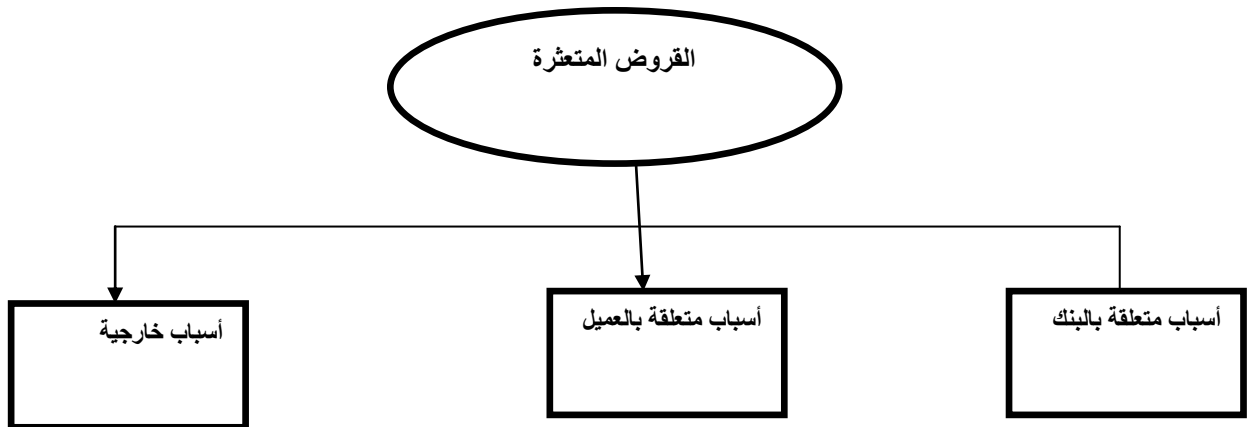 القروض المتعثرة
أسباب متعلقة بالبنك
أسباب متعلقة بالعميل
أسباب خارجية